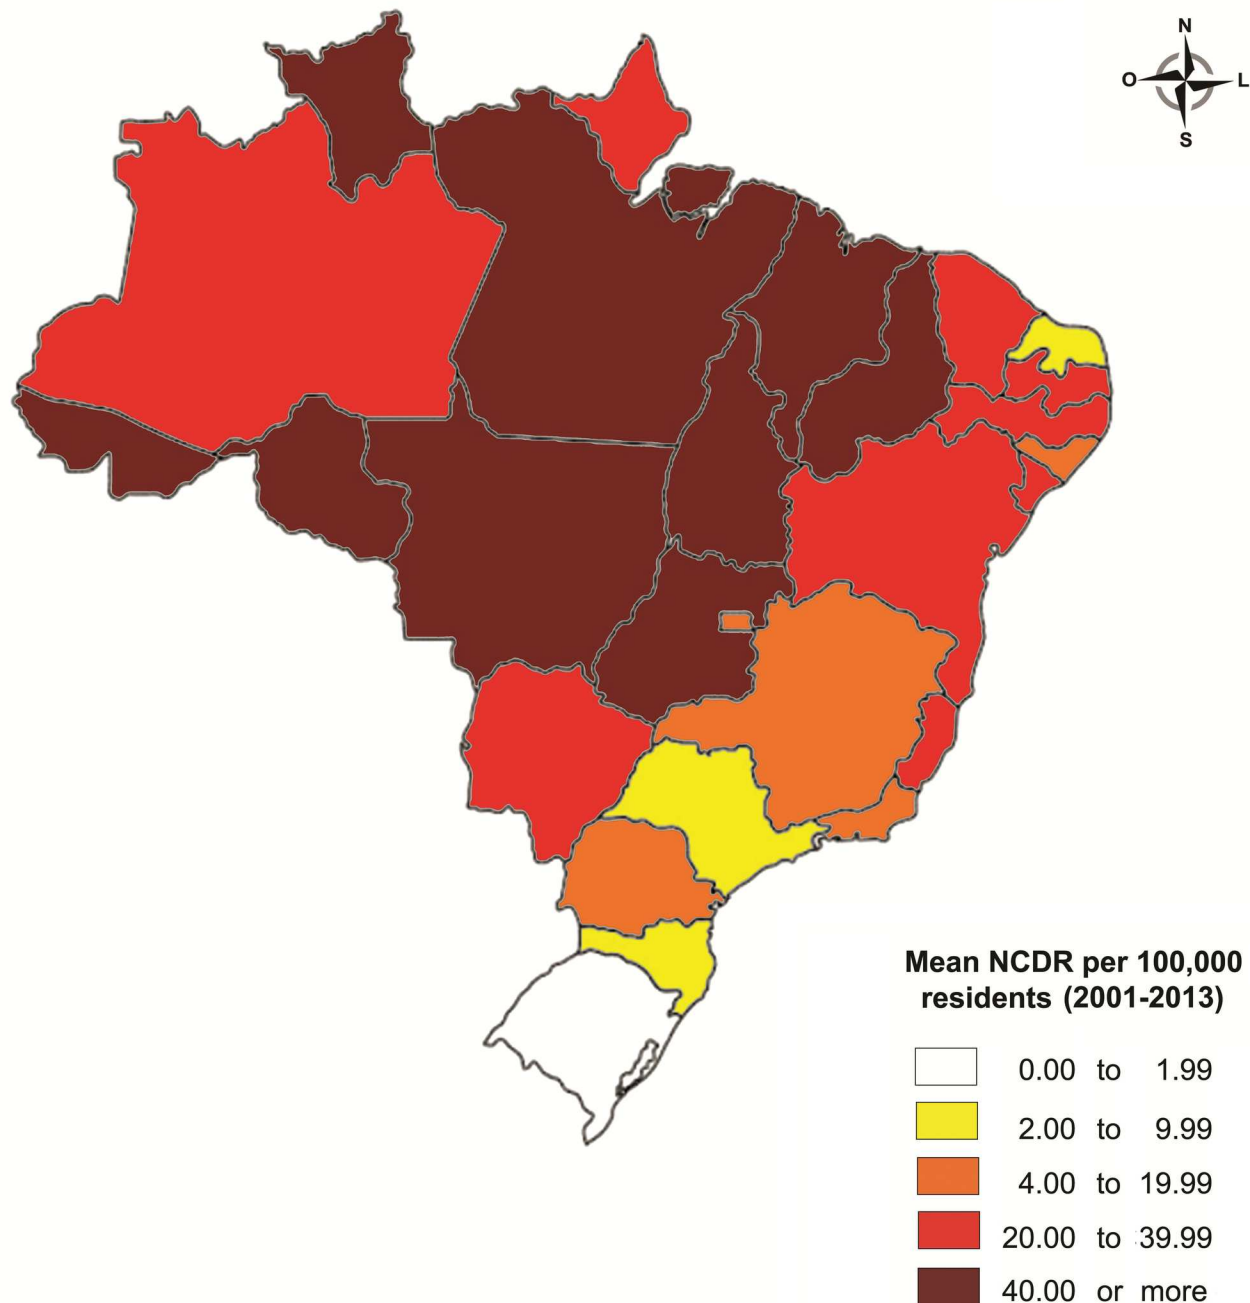 N
O L
S
Mean NCDR per 100,000
residents (2001-2013)
0.00 to 1.99
2.00 to 9.99
4.00 to 19.99
20.00 to 39.99
40.00 or more